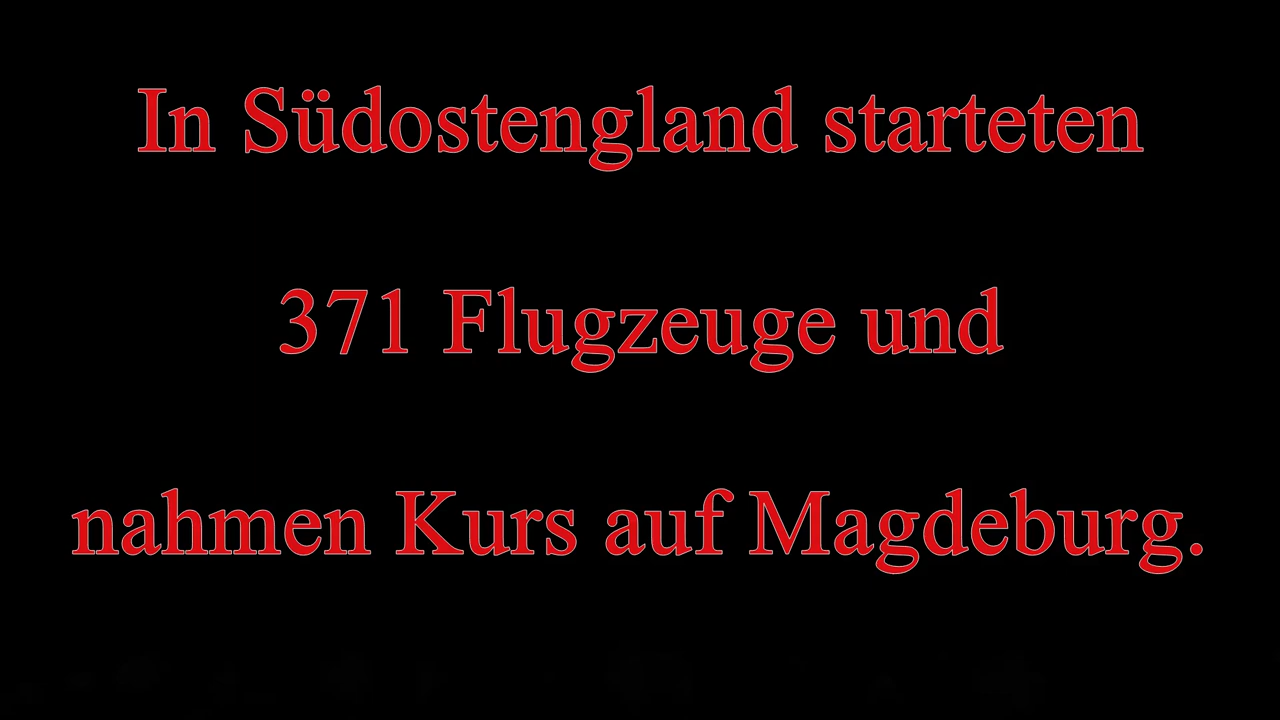 In Südostengland starteten
371 Flugzeuge und
nahmen Kurs auf Magdeburg.